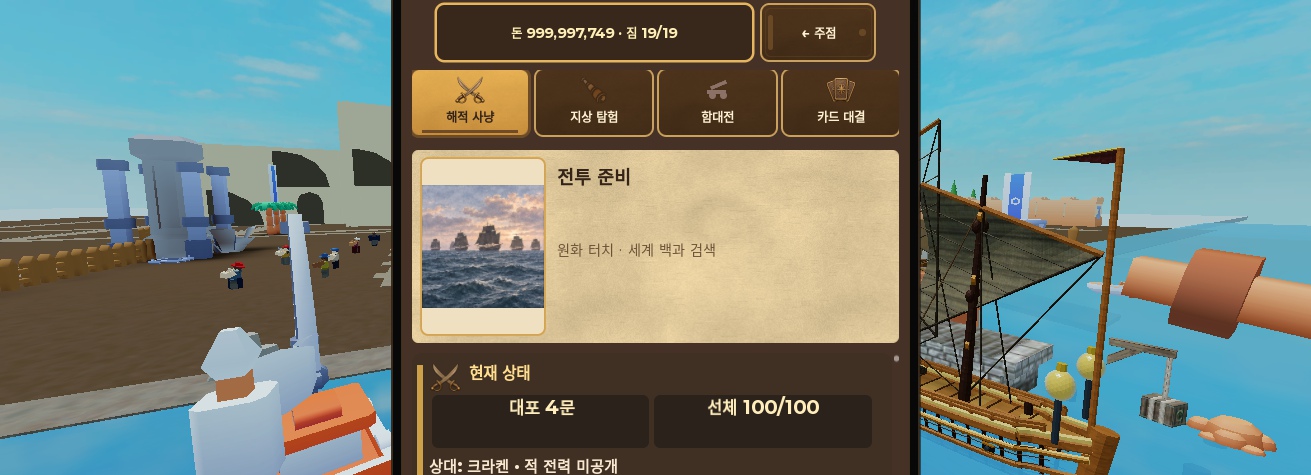 돈 999,997,749 · 짐 19/19
← 주점
해적 사냥
지상 탐험
함대전
카드 대결
전투 준비
원화 터치 · 세계 백과 검색
현재 상태
대포 4문
선체 100/100
상대: 크라켄 • 적 전력 미공개